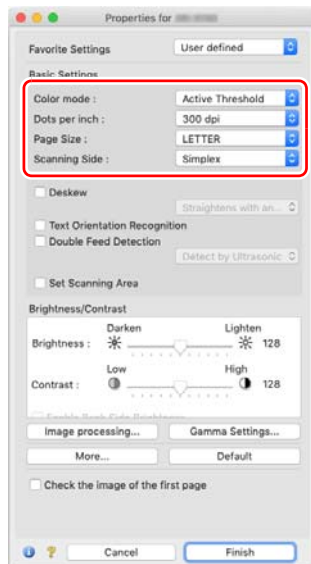 Properties for
Favorite Settings User defined
Basic Settings
Color mode : Active Threshold
Dots per inch : 300 dpi
Page Size : LETTER
Scanning Side : Simplex
Deskew
Straightens with an...
Text Orientation Recognition
Double Feed Detection
Detect by Ultrasonic
Set Scanning Area
Brightness/Contrast
Darken Lighten
Brightness : 128
Low High
Contrast : 128
Image processing... Gamma Settings...
More... Default
Check the image of the first page
Cancel Finish